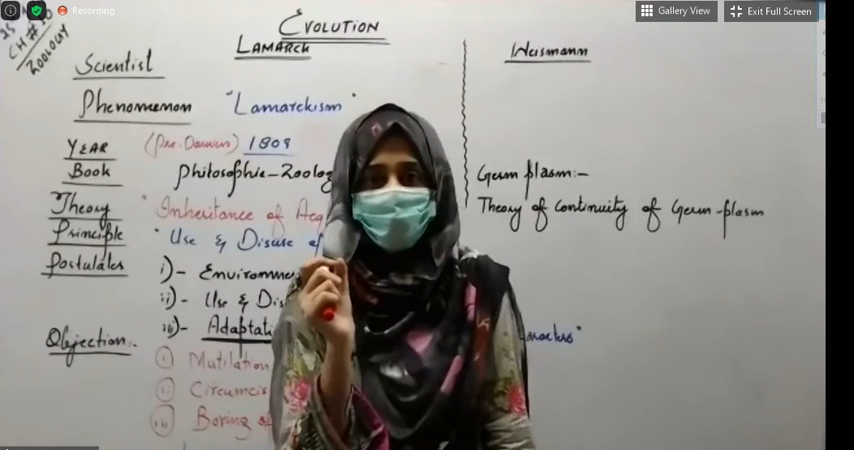 Recording
Gallery View
Exit Full Screen
CH#
ZOOLOGY
EVOLUTION
LAMARCK
Weismann
Scientist
Phenomenon "Lamarckism"
YEAR (Pre-Darwin) 1809
Book Philosophie-Zoolog
Germ plasm:-
Theory "Inheritance of Acq
Theory of Continuity of Germ-plasm
Principle "Use & Disuse of
Postulates i)- Environme
ii)- Use & Dis
iii)- Adaptati
aracters"
Objection:-
(i) Mutilation
(ii) Circumcis
(iii) Boring o